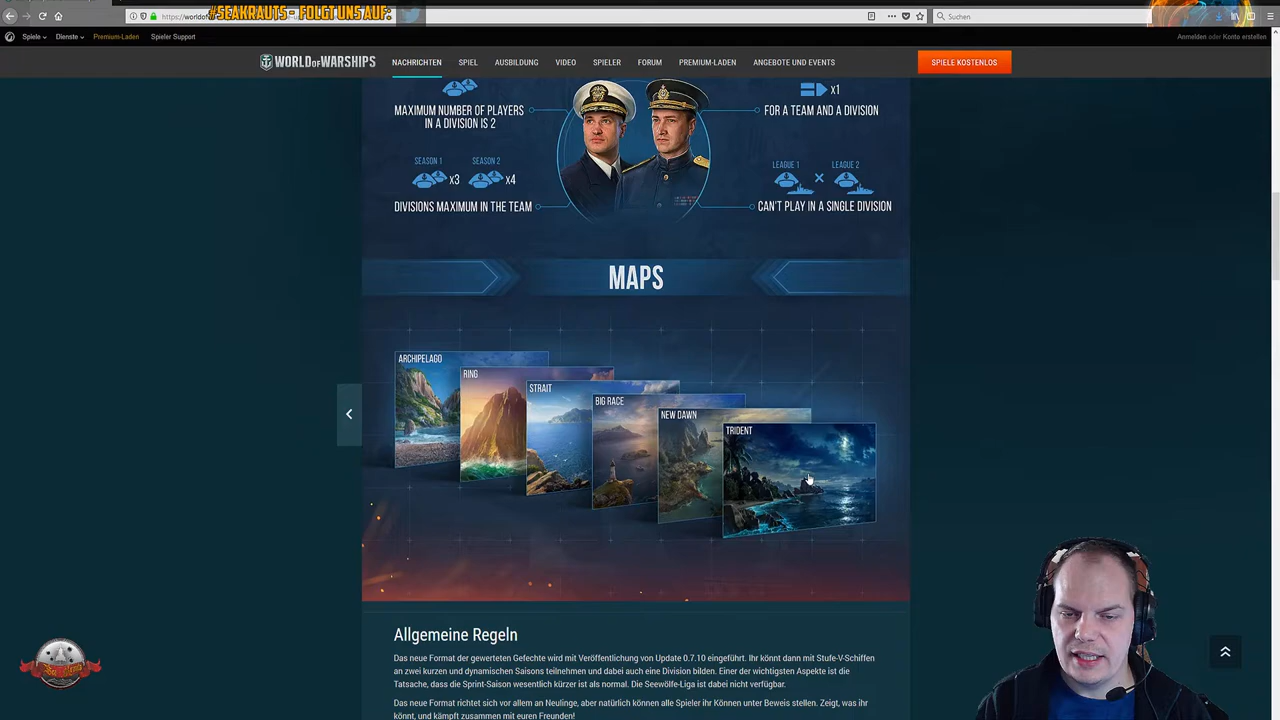 #SEAKRAUTS - FOLGT UNS AUF:
Suchen
Spiele Dienste Premium-Laden Spieler Support
Anmelden oder Konto erstellen
WORLD OF WARSHIPS NACHRICHTEN SPIEL AUSBILDUNG VIDEO SPIELER FORUM PREMIUM-LADEN ANGEBOTE UND EVENTS SPIELE KOSTENLOS
x1
MAXIMUM NUMBER OF PLAYERS
IN A DIVISION IS 2
FOR A TEAM AND A DIVISION
SEASON 1 SEASON 2
x3 x4
LEAGUE 1 LEAGUE 2
DIVISIONS MAXIMUM IN THE TEAM
CAN'T PLAY IN A SINGLE DIVISION
MAPS
ARCHIPELAGO
RING
STRAIT
BIG RACE
NEW DAWN
TRIDENT
Allgemeine Regeln
Das neue Format der gewerteten Gefechte wird mit Veröffentlichung von Update 0.7.10 eingeführt. Ihr könnt dann mit Stufe-V-Schiffen
an zwei kurzen und dynamischen Saisons teilnehmen und dabei auch eine Division bilden. Einer der wichtigsten Aspekte ist die
Tatsache, dass die Sprint-Saison wesentlich kürzer ist als normal. Die Seewölfe-Liga ist dabei nicht verfügbar.
Das neue Format richtet sich vor allem an Neulinge, aber natürlich können alle Spieler ihr Können unter Beweis stellen. Zeigt, was ihr
könnt, und kämpft zusammen mit euren Freunden!